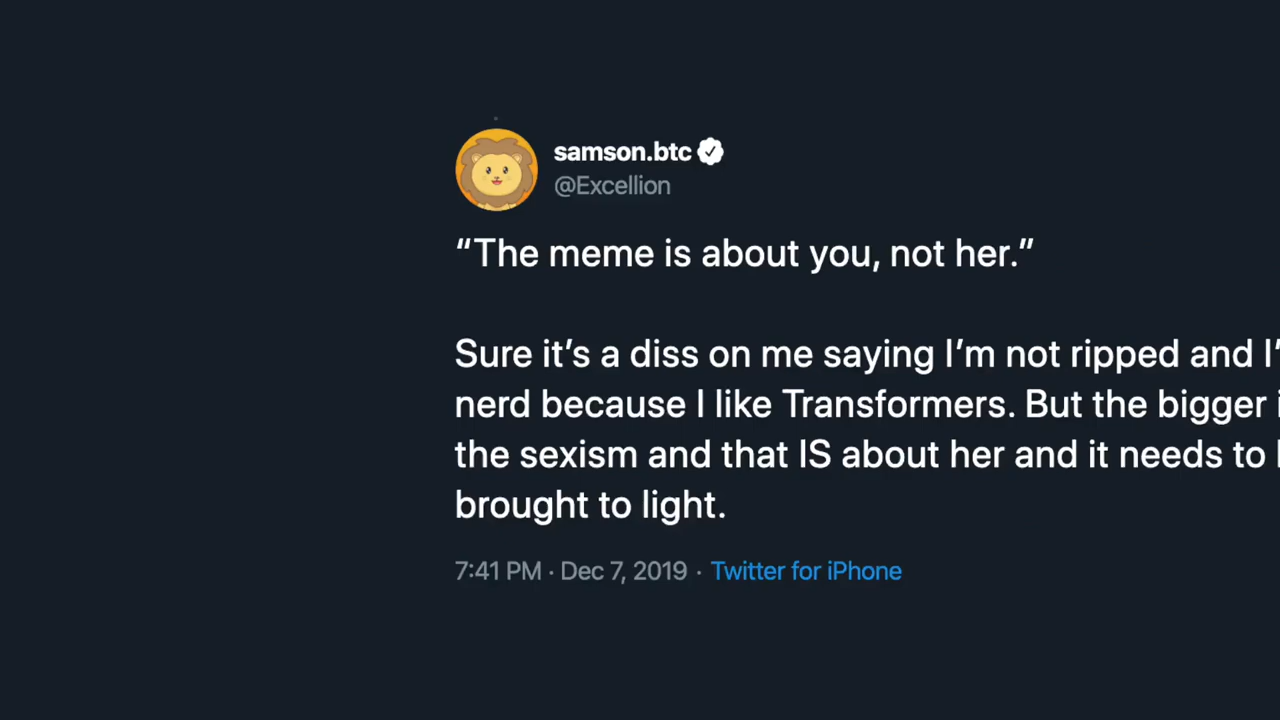 samson.btc
@Excellion
“The meme is about you, not her.”
Sure it’s a diss on me saying I’m not ripped and I’
nerd because I like Transformers. But the bigger
the sexism and that IS about her and it needs to
brought to light.
7:41 PM · Dec 7, 2019 · Twitter for iPhone